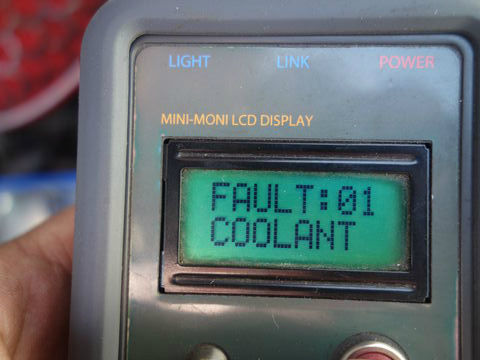 LIGHT LINK POWER
MINI-MONI LCD DISPLAY
FAULT:01
COOLANT